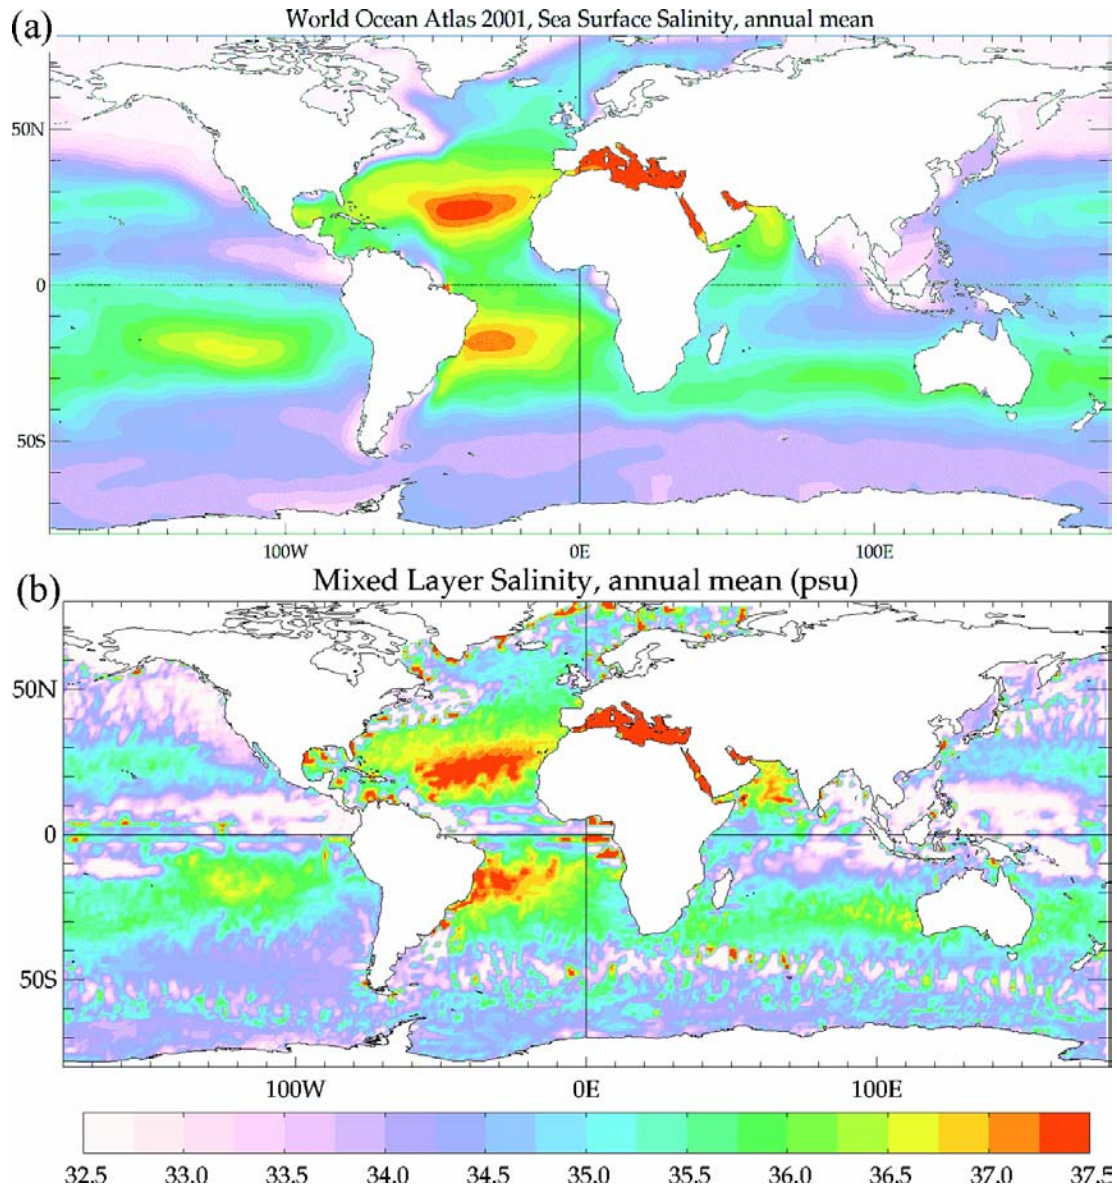 (a)
World Ocean Atlas 2001, Sea Surface Salinity, annual mean
50N
0
50S
100W 0E 100E
(b)
Mixed Layer Salinity, annual mean (psu)
50N
0
50S
100W 0E 100E
32.5 33.0 33.5 34.0 34.5 35.0 35.5 36.0 36.5 37.0 37.5